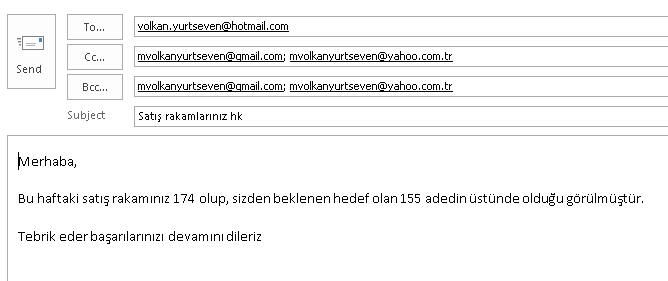 To... volkan.yurtseven@hotmail.com
Send
Cc... mvolkanyurtseven@gmail.com; mvolkanyurtseven@yahoo.com.tr
Bcc... mvolkanyurtseven@gmail.com; mvolkanyurtseven@yahoo.com.tr
Subject Satış rakamlarınız hk
Merhaba,
Bu haftaki satış rakamınız 174 olup, sizden beklenen hedef olan 155 adedin üstünde olduğu görülmüştür.
Tebrik eder başarılarınızı devamını dileriz